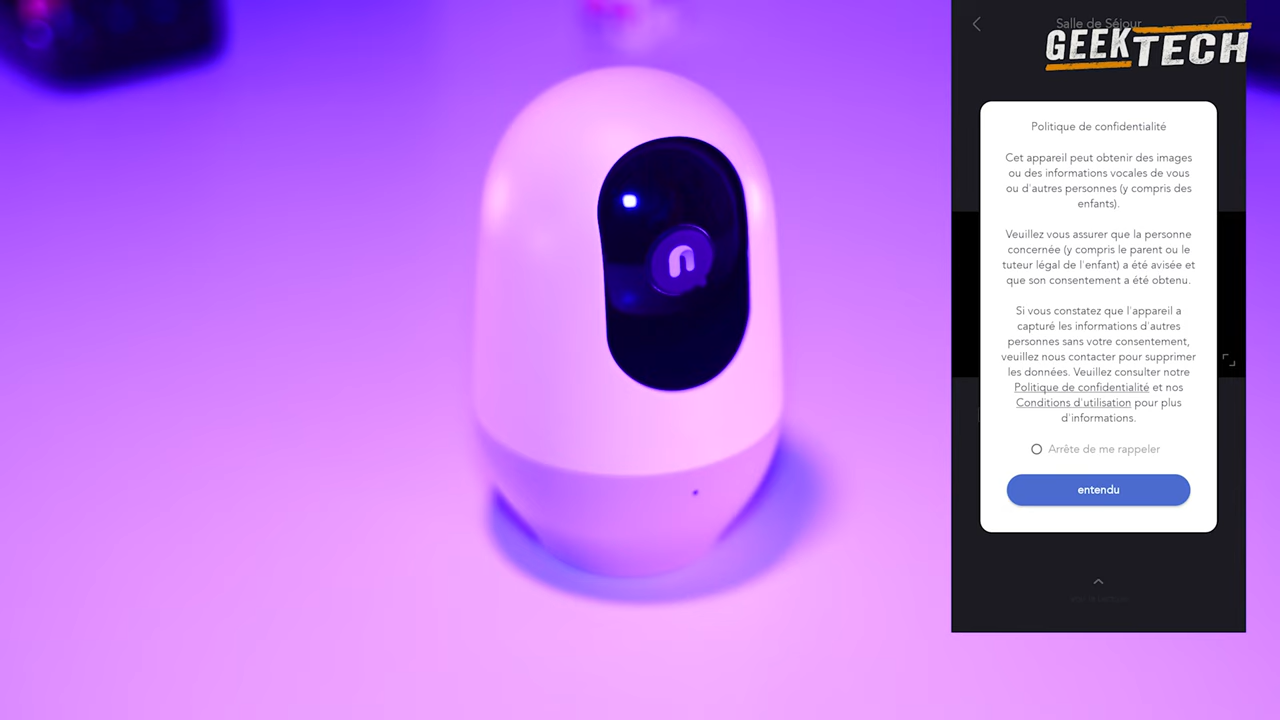 Salle de Séjour
GEEKTECH
Politique de confidentialité
Cet appareil peut obtenir des images
ou des informations vocales de vous
ou d'autres personnes (y compris des
enfants).
Veuillez vous assurer que la personne
concernée (y compris le parent ou le
tuteur légal de l'enfant) a été avisée et
que son consentement a été obtenu.
Si vous constatez que l'appareil a
capturé les informations d'autres
personnes sans votre consentement,
veuillez nous contacter pour supprimer
les données. Veuillez consulter notre
Politique de confidentialité et nos
Conditions d'utilisation pour plus
d'informations.
Arrête de me rappeler
entendu
n